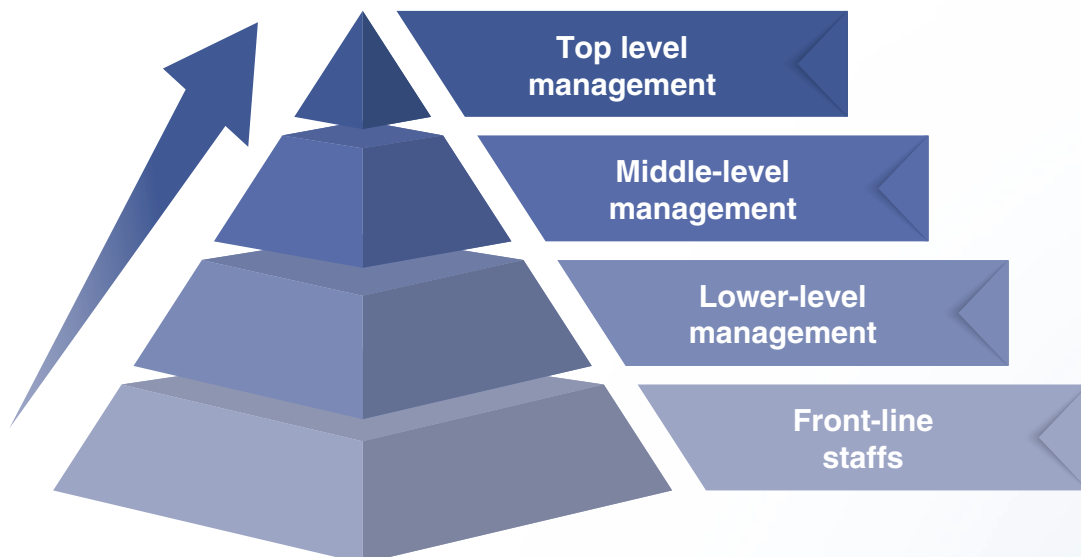 Top level
management
Middle-level
management
Lower-level
management
Front-line
staffs